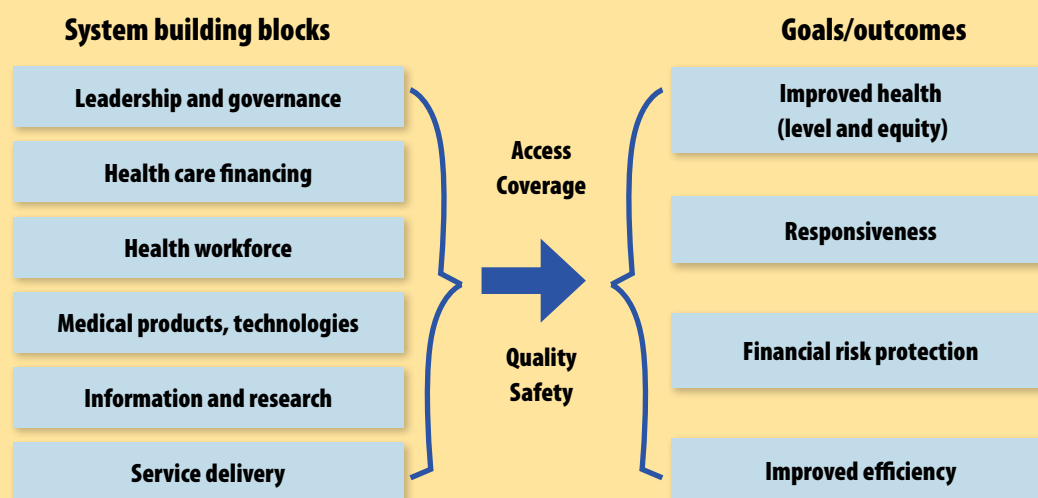 System building blocks
Leadership and governance
Health care financing
Health workforce
Medical products, technologies
Information and research
Service delivery
Access
Coverage
Quality
Safety
Goals/outcomes
Improved health
(level and equity)
Responsiveness
Financial risk protection
Improved efficiency